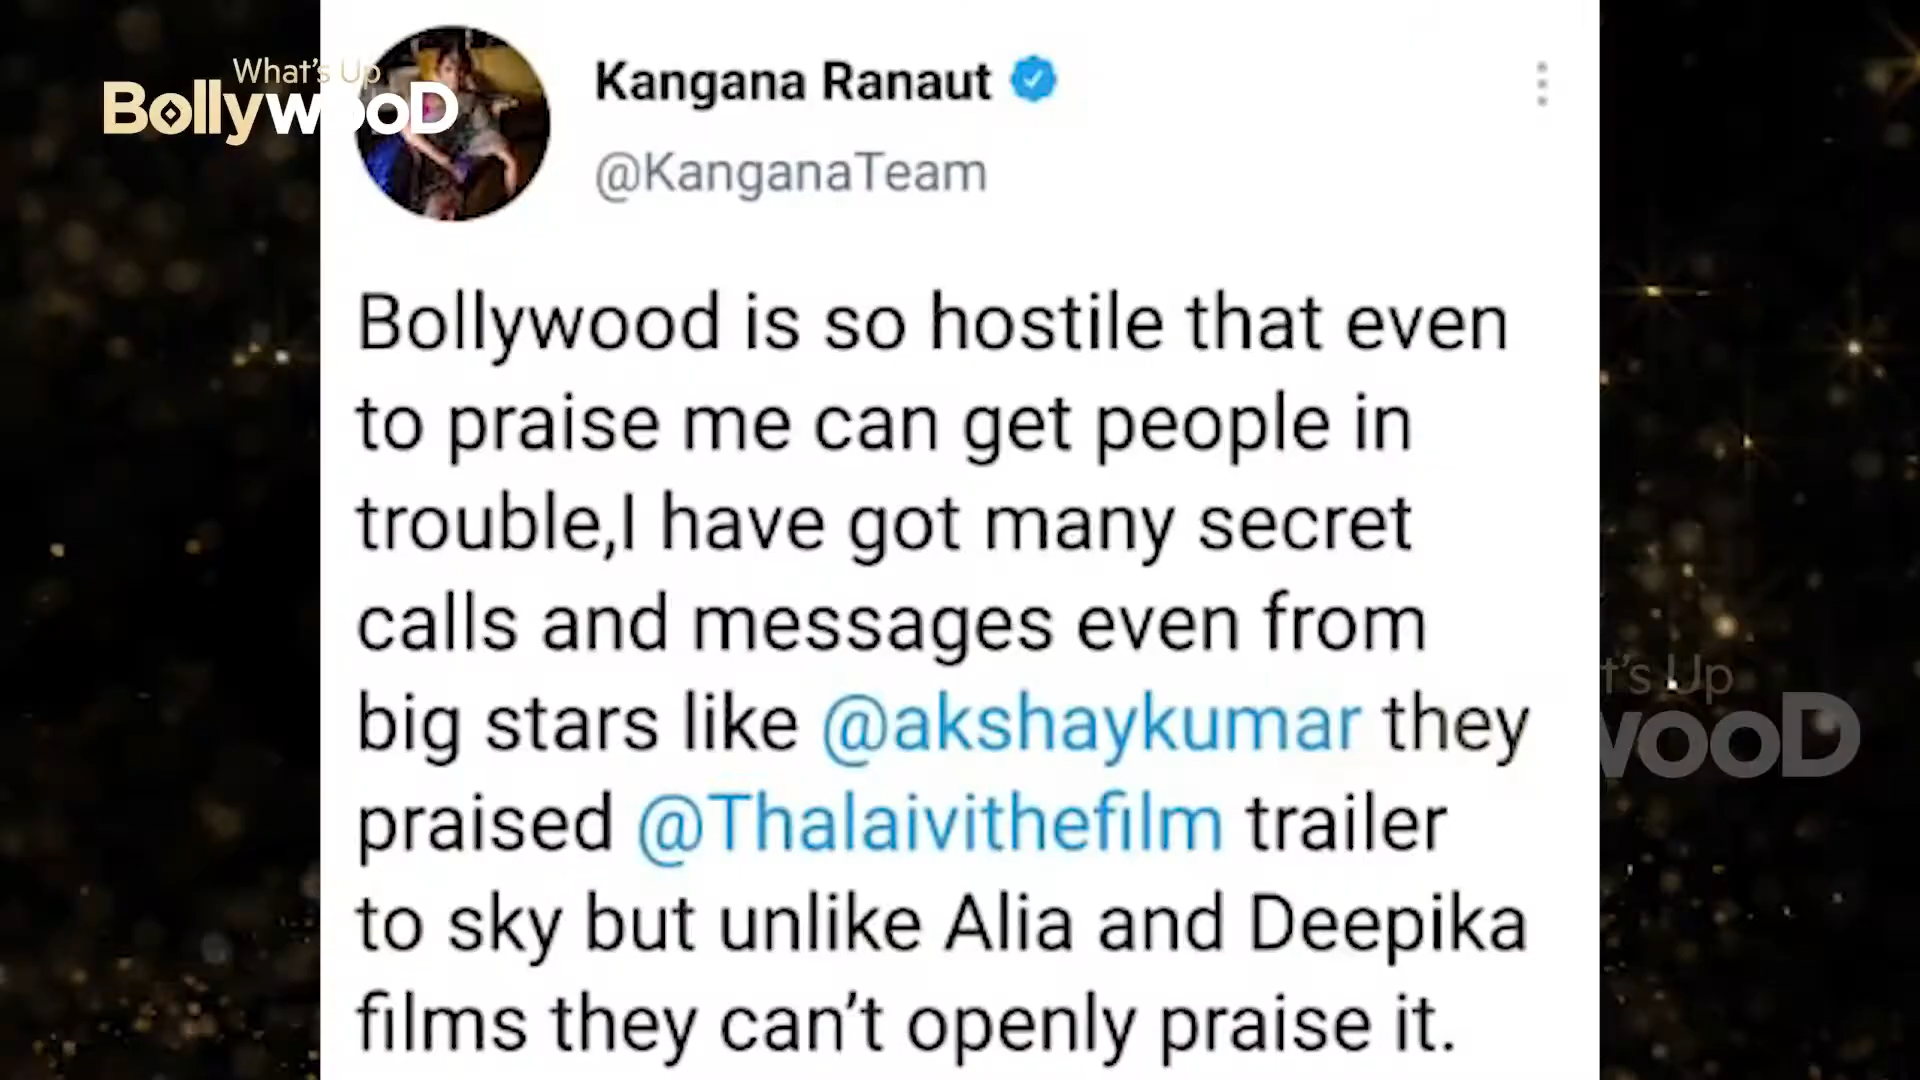 What's Up
BollywooD
Kangana Ranaut
@KanganaTeam
Bollywood is so hostile that even
to praise me can get people in
trouble,I have got many secret
calls and messages even from
big stars like @akshaykumar they
praised @Thalaivithefilm trailer
to sky but unlike Alia and Deepika
films they can’t openly praise it.
t's Up
wooD